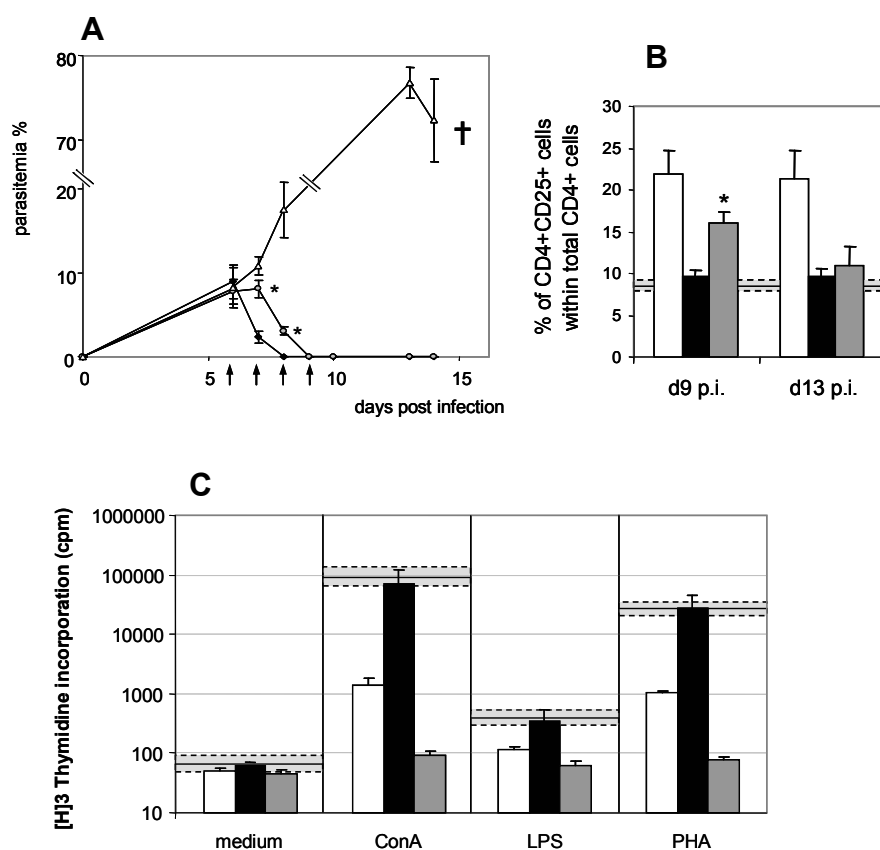 A
80
70
20
10
0
parasitemia %
†
*
*
0
5
10
15
days post infection
B
30
25
20
15
10
5
0
% of CD4+CD25+ cells
within total CD4+ cells
*
d9 p.i.
d13 p.i.
C
1000000
100000
10000
1000
100
10
[H]3 Thymidine incorporation (cpm)
medium
ConA
LPS
PHA